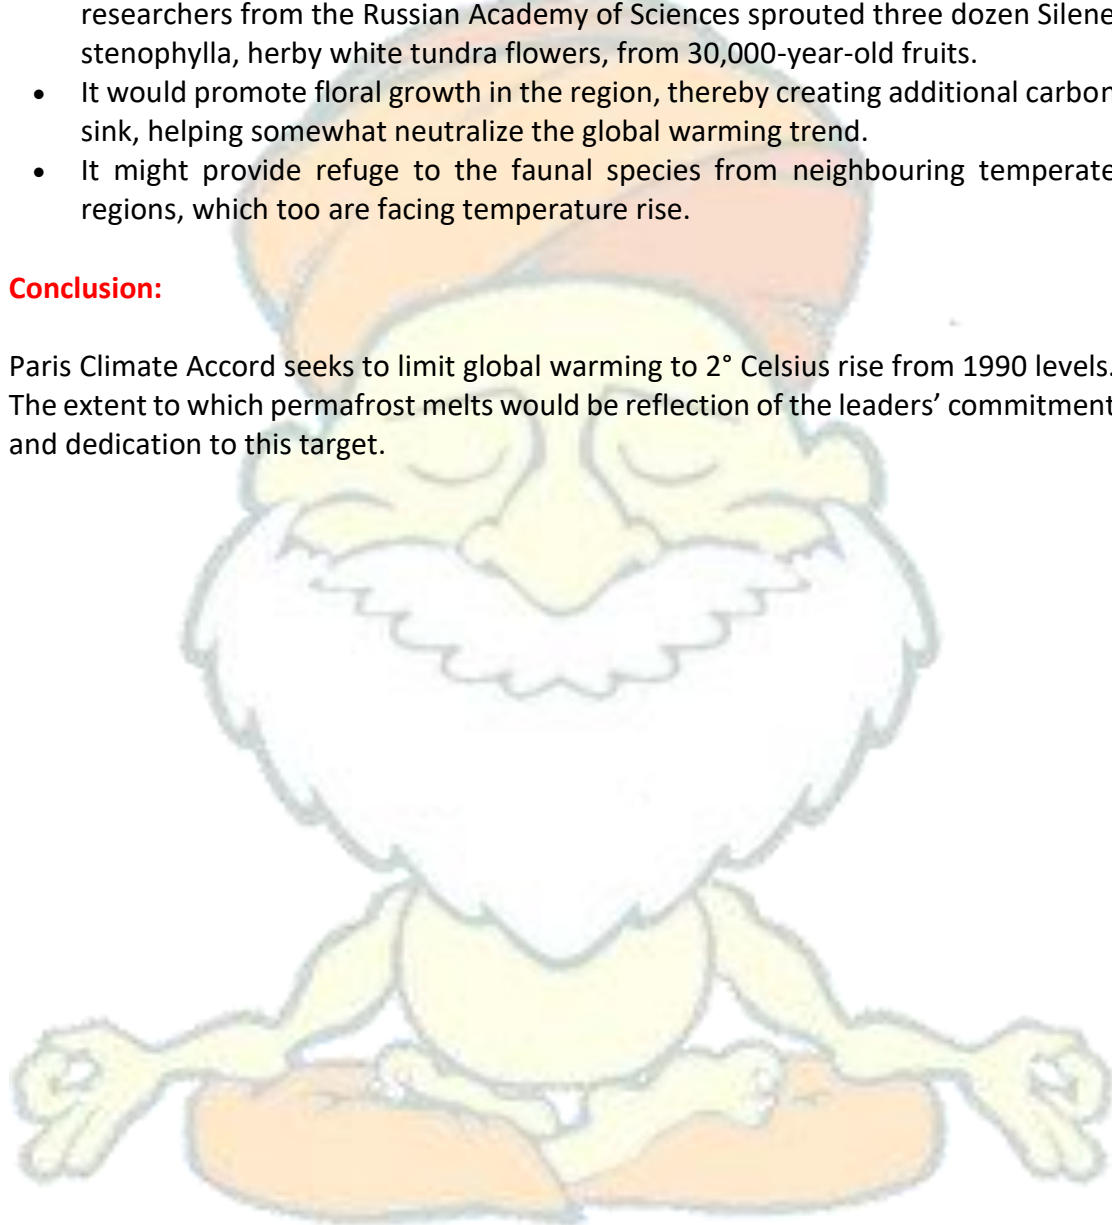 researchers from the Russian Academy of Sciences sprouted three dozen Silene
stenophylla, herby white tundra flowers, from 30,000-year-old fruits.
• It would promote floral growth in the region, thereby creating additional carbon
sink, helping somewhat neutralize the global warming trend.
• It might provide refuge to the faunal species from neighbouring temperate
regions, which too are facing temperature rise.
Conclusion:
Paris Climate Accord seeks to limit global warming to 2° Celsius rise from 1990 levels.
The extent to which permafrost melts would be reflection of the leaders’ commitment
and dedication to this target.